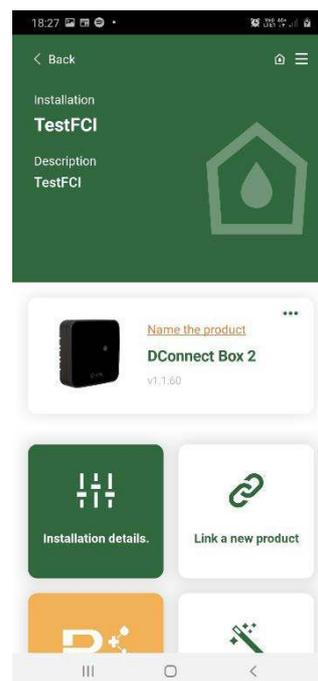 18:27
Back
Installation
TestFCI
Description
TestFCI
Name the product
DConnect Box 2
v1.1.60
Installation details.
Link a new product